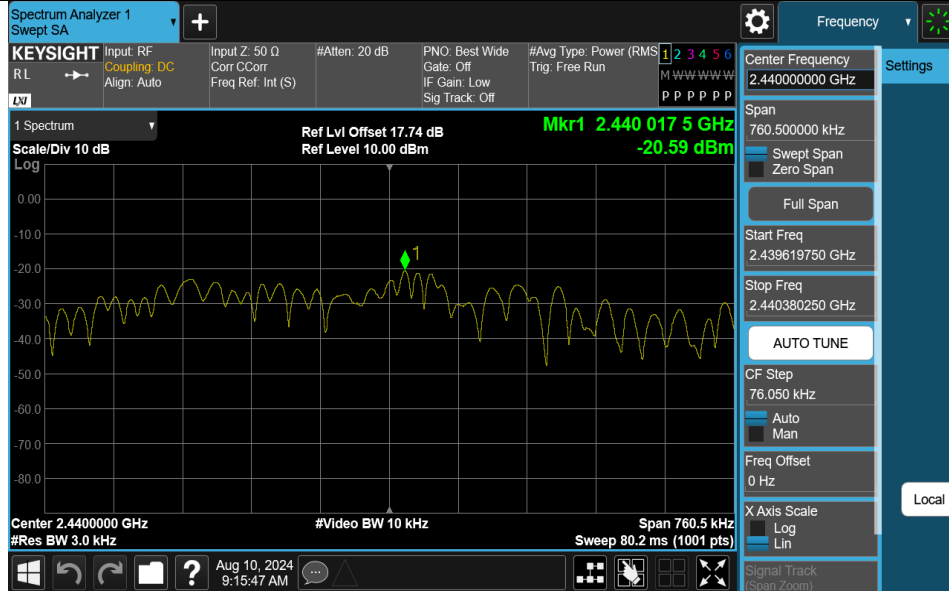 Spectrum Analyzer 1
Swept SA
+
Frequency
KEYSIGHT
RL
LXI
Input: RF
Coupling: DC
Align: Auto
Input Z: 50 Ω
Corr CCorr
Freq Ref: Int (S)
#Atten: 20 dB
PNO: Best Wide
Gate: Off
IF Gain: Low
Sig Track: Off
#Avg Type: Power (RMS
Trig: Free Run
1 2 3 4 5 6
M W W W W W
P P P P P P
1 Spectrum
Scale/Div 10 dB
Log
Ref Lvl Offset 17.74 dB
Ref Level 10.00 dBm
Mkr1 2.440 017 5 GHz
-20.59 dBm
0.00
-10.0
-20.0
-30.0
-40.0
-50.0
-60.0
-70.0
-80.0
1
Center 2.4400000 GHz
#Res BW 3.0 kHz
#Video BW 10 kHz
Span 760.5 kHz
Sweep 80.2 ms (1001 pts)
Center Frequency
2.440000000 GHz
Span
760.500000 kHz
Swept Span
Zero Span
Full Span
Start Freq
2.439619750 GHz
Stop Freq
2.440380250 GHz
AUTO TUNE
CF Step
76.050 kHz
Auto
Man
Freq Offset
0 Hz
X Axis Scale
Log
Lin
Signal Track
(Span Zoom)
Settings
Local
?
Aug 10, 2024
9:15:47 AM